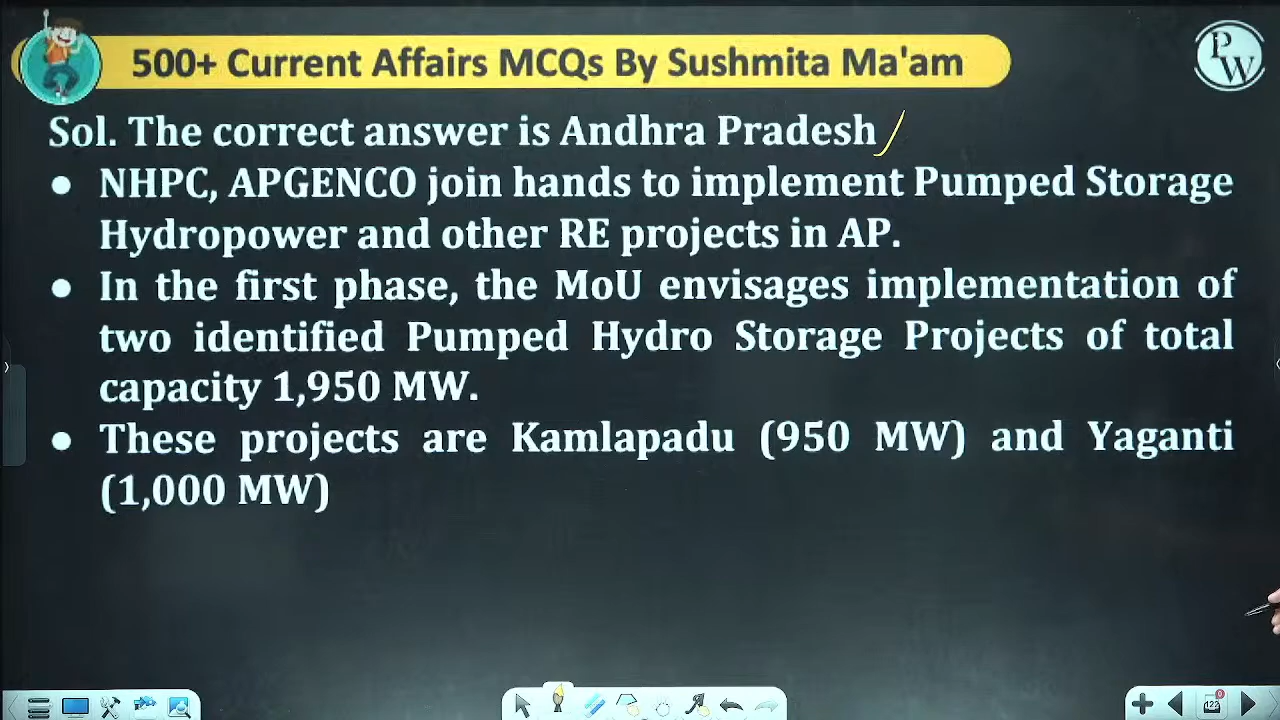 500+ Current Affairs MCQs By Sushmita Ma'am
PW
Sol. The correct answer is Andhra Pradesh
● NHPC, APGENCO join hands to implement Pumped Storage
Hydropower and other RE projects in AP.
● In the first phase, the MoU envisages implementation of
two identified Pumped Hydro Storage Projects of total
capacity 1,950 MW.
● These projects are Kamlapadu (950 MW) and Yaganti
(1,000 MW)